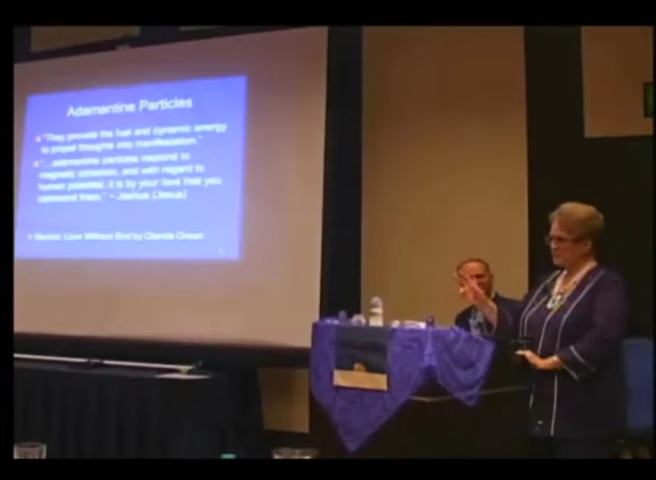 Adamantine Particles
"They provide the fuel and dynamic energy
to propel thoughts into manifestation."
"....adamantine particles respond to
magnetic attraction, and with regard to
human potential, it is by your love that you
command them." ~ Jeshua (Jesus)
Source: Love Without End by Glenda Green